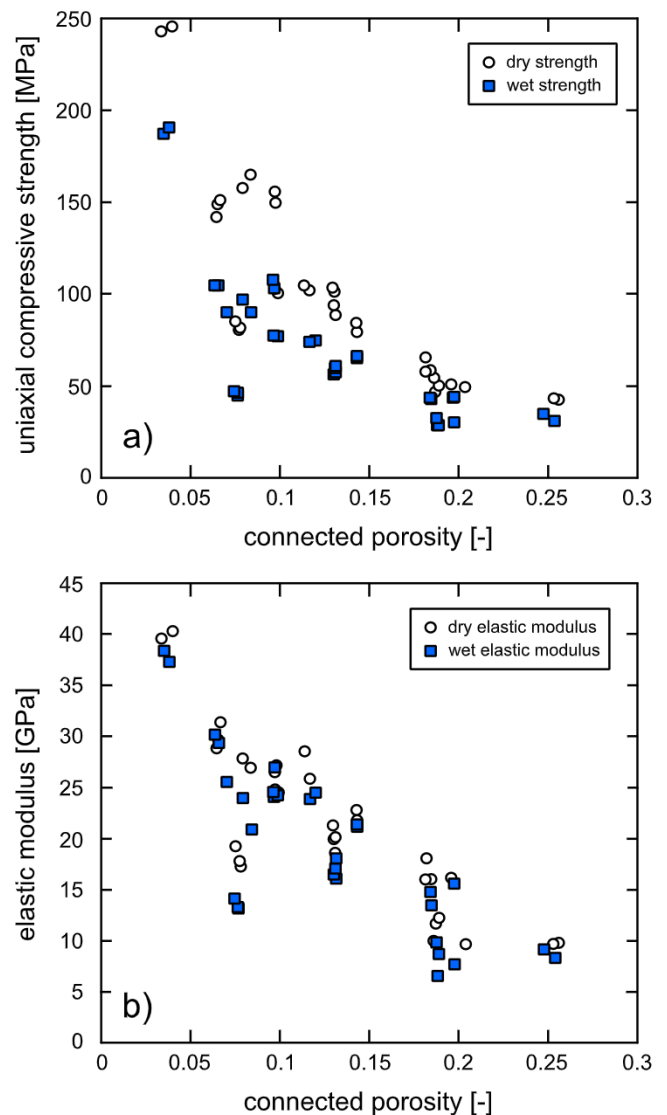 250
200
150
100
50
0
uniaxial compressive strength [MPa]
dry strength
wet strength
a)
0 0.05 0.1 0.15 0.2 0.25 0.3
connected porosity [-]
45
40
35
30
25
20
15
10
5
0
elastic modulus [GPa]
dry elastic modulus
wet elastic modulus
b)
0 0.05 0.1 0.15 0.2 0.25 0.3
connected porosity [-]